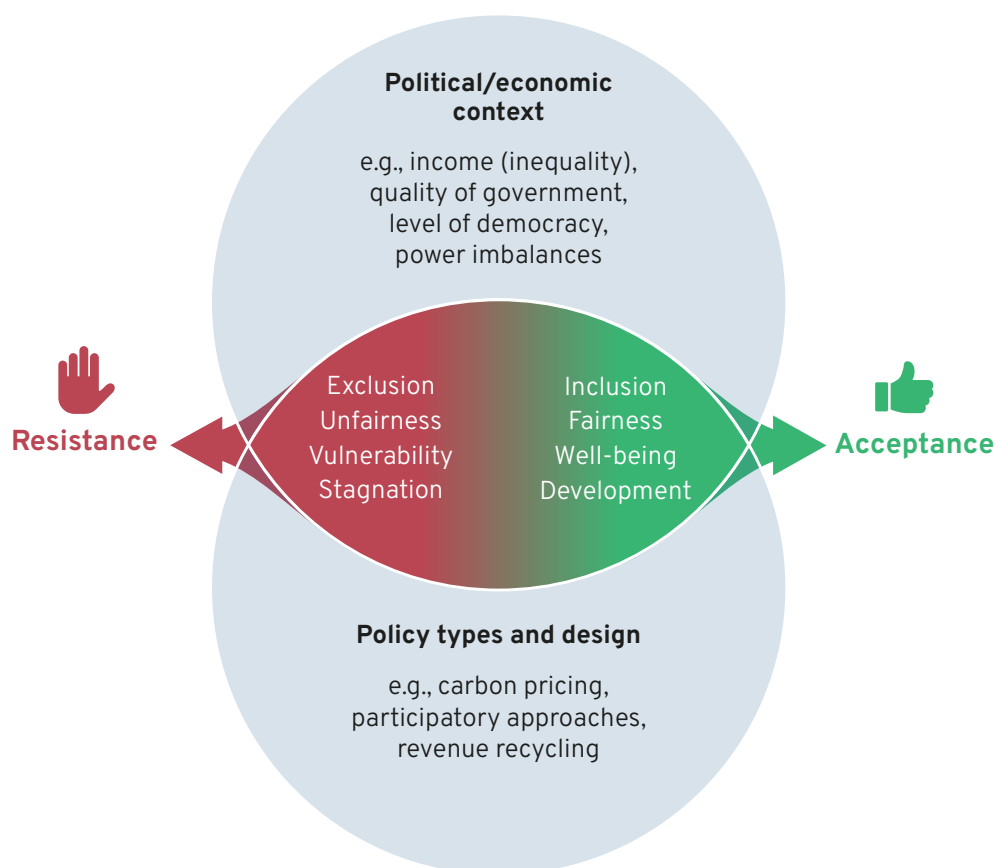 Political/economic
context
e.g., income (inequality),
quality of government,
level of democracy,
power imbalances
Resistance
Exclusion
Unfairness
Vulnerability
Stagnation
Inclusion
Fairness
Well-being
Development
Acceptance
Policy types and design
e.g., carbon pricing,
participatory approaches,
revenue recycling